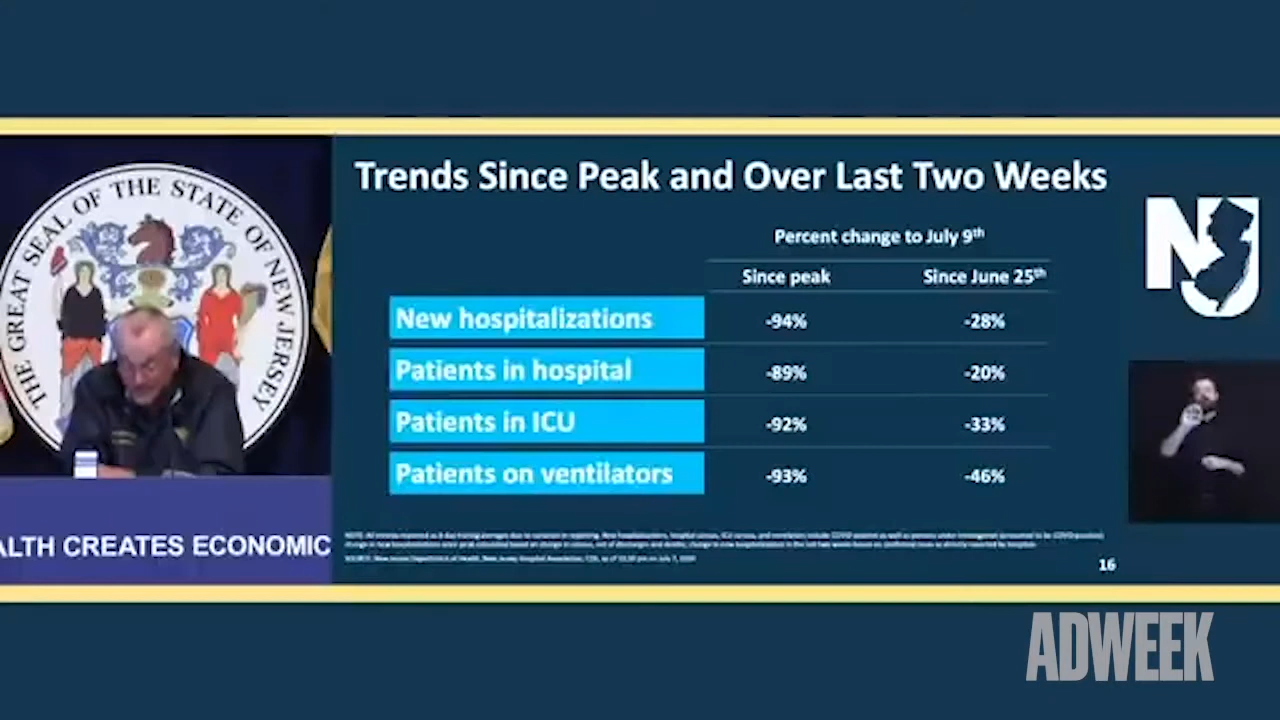 THE GREAT SEAL OF THE STATE OF NEW JERSEY
ALTH CREATES ECONOMIC
Trends Since Peak and Over Last Two Weeks
Percent change to July 9th
Since peak Since June 25th
New hospitalizations -94% -28%
Patients in hospital -89% -20%
Patients in ICU -92% -33%
Patients on ventilators -93% -46%
16
NJ
ADWEEK